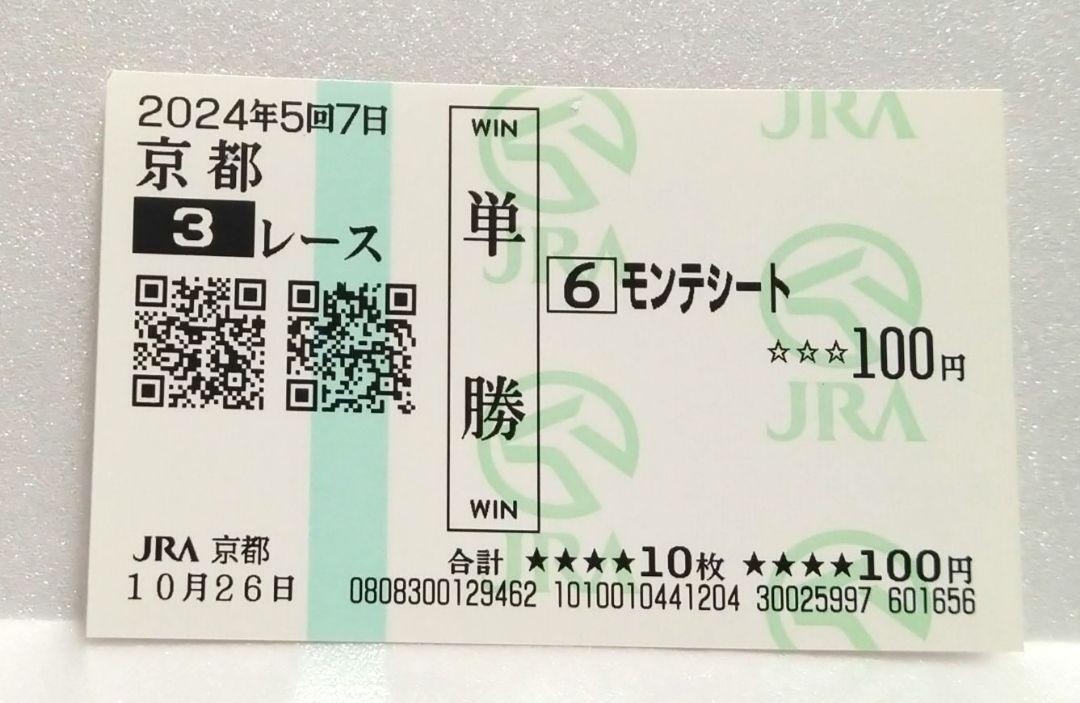 2024年5回7日
京都
3レース
WIN
単勝
WIN
6 モンテシート
☆☆☆100円
JRA
JRA
JRA
JRA
JRA 京都
10月26日
合計 ★★★★10枚 ★★★★100円
0808300129462 1010010441204 30025997 601656